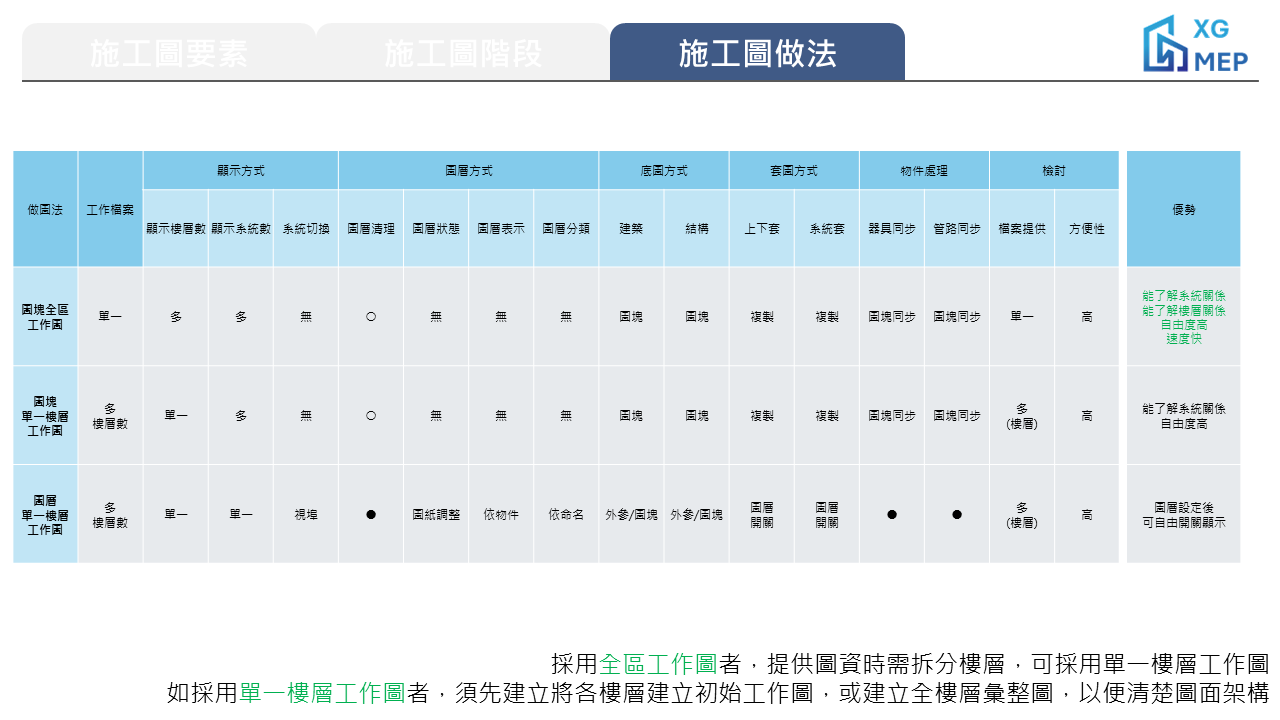 施工圖要素
施工圖階段
施工圖做法
XG
MEP
做圖法
工作檔案
顯示方式
圖層方式
底圖方式
套圖方式
物件處理
檢討
優勢
顯示樓層數
顯示系統數
系統切換
圖層清理
圖層狀態
圖層表示
圖層分類
建築
結構
上下套
系統套
器具同步
管路同步
檔案提供
方便性
圖塊全區
工作圖
單一
多
多
無
○
無
無
無
圖塊
圖塊
複製
複製
圖塊同步
圖塊同步
單一
高
能了解系統關係
能了解樓層關係
自由度高
速度快
圖塊
單一樓層
工作圖
多
樓層數
單一
多
無
○
無
無
無
圖塊
圖塊
複製
複製
圖塊同步
圖塊同步
多
(樓層)
高
能了解系統關係
自由度高
圖層
單一樓層
工作圖
多
樓層數
單一
單一
視埠
●
圖紙調整
依物件
依命名
外參/圖塊
外參/圖塊
圖層
開關
圖層
開關
●
●
多
(樓層)
高
圖層設定後
可自由開關顯示
採用全區工作圖者，提供圖資時需拆分樓層，可採用單一樓層工作圖
如採用單一樓層工作圖者，須先建立將各樓層建立初始工作圖，或建立全樓層彙整圖，以便清楚圖面架構